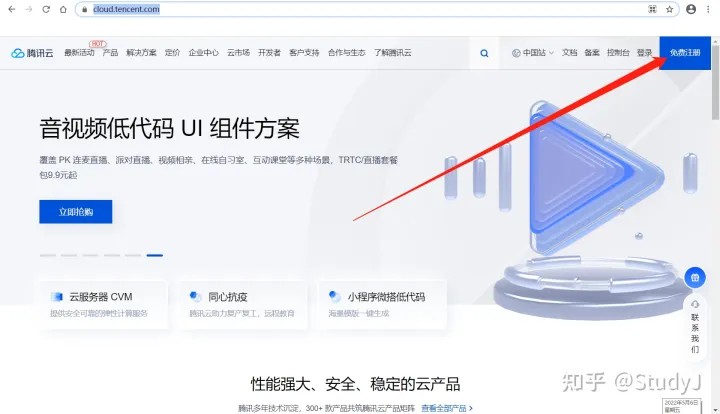 cloud.tencent.com
HOT
腾讯云 最新活动 产品 解决方案 定价 企业中心 云市场 开发者 客户支持 合作与生态 了解腾讯云 中国站 文档 备案 控制台 登录 免费注册
音视频低代码 UI 组件方案
覆盖 PK 连麦直播、派对直播、视频相亲、在线自习室、互动课堂等多种场景，TRTC/直播套餐
包9.9元起
立即抢购
云服务器 CVM
提供安全可靠的弹性计算服务
同心抗疫
腾讯云助力复产复工，远程教育
小程序微搭低代码
海量模版一键生成
联系我们
性能强大、安全、稳定的云产品
腾讯多年技术沉淀，300+ 款产品共筑腾讯云产品矩阵 查看全部产品
知乎 @StudyJ
2022年5月6日
星期五